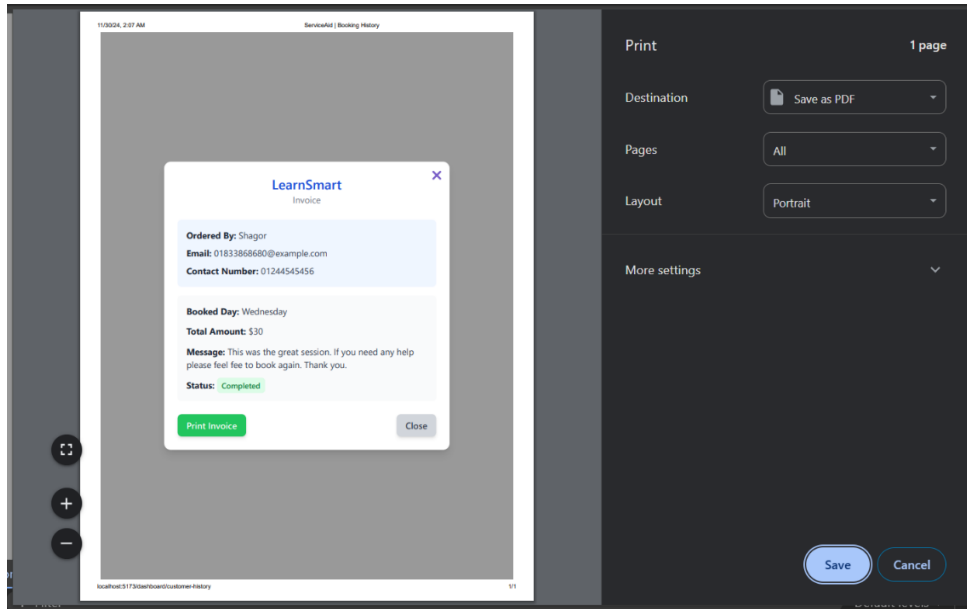 11/30/24, 2:07 AM
ServiceAid | Booking History
LearnSmart
Invoice
Ordered By: Shagor
Email: 01833868680@example.com
Contact Number: 01244545456
Booked Day: Wednesday
Total Amount: $30
Message: This was the great session. If you need any help
please feel fee to book again. Thank you.
Status: Completed
Print Invoice
Close
localhost:5173/dashboard/customer-history
1/1
Print
1 page
Destination
Save as PDF
Pages
All
Layout
Portrait
More settings
Save
Cancel